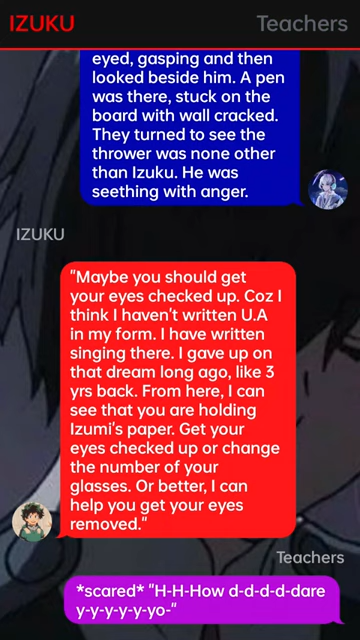 IZUKU
Teachers
eyed, gasping and then
looked beside him. A pen
was there, stuck on the
board with wall cracked.
They turned to see the
thrower was none other
than Izuku. He was
seething with anger.
IZUKU
"Maybe you should get
your eyes checked up. Coz I
think I haven't written U.A
in my form. I have written
singing there. I gave up on
that dream long ago, like 3
yrs back. From here, I can
see that you are holding
Izumi's paper. Get your
eyes checked up or change
the number of your
glasses. Or better, I can
help you get your eyes
removed."
Teachers
*scared* "H-H-How d-d-d-d-dare
y-y-y-y-y-yo-"